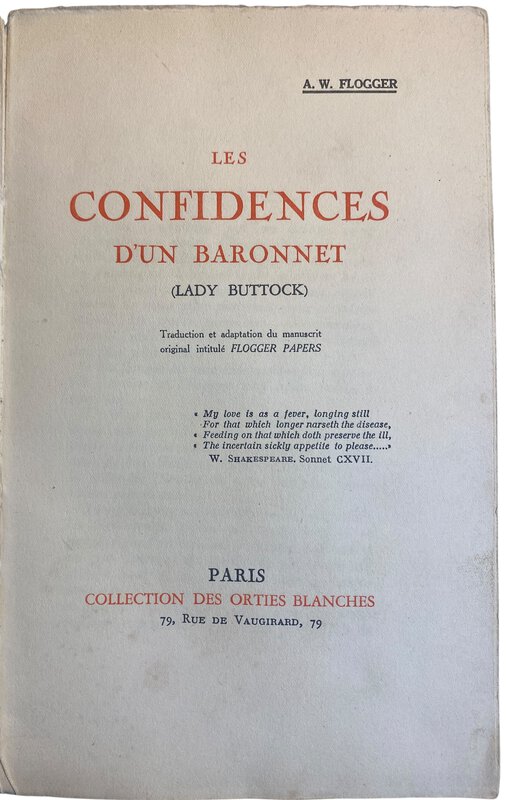 A. W. FLOGGER
LES
CONFIDENCES
D'UN BARONNET
(LADY BUTTOCK)
Traduction et adaptation du manuscrit
original intitulé FLOGGER PAPERS
« My love is as a fever, longing still
For that which longer narseth the disease,
« Feeding on that which doth preserve the ill,
« The incertain sickly appetite to please.....»
W. SHAKESPEARE. Sonnet CXVII.
PARIS
COLLECTION DES ORTIES BLANCHES
79, RUE DE VAUGIRARD, 79